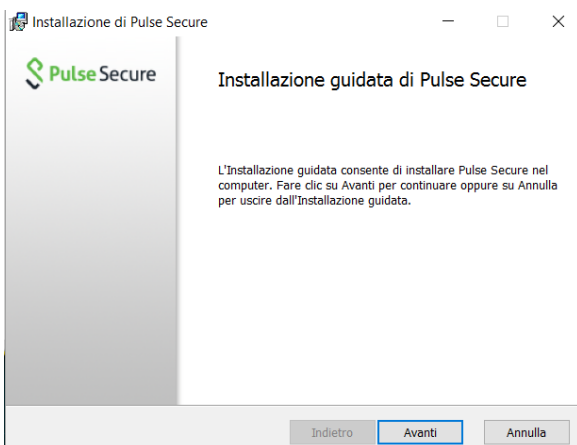 Installazione di Pulse Secure
Pulse Secure
Installazione guidata di Pulse Secure
L'Installazione guidata consente di installare Pulse Secure nel
computer. Fare clic su Avanti per continuare oppure su Annulla
per uscire dall'Installazione guidata.
Indietro
Avanti
Annulla